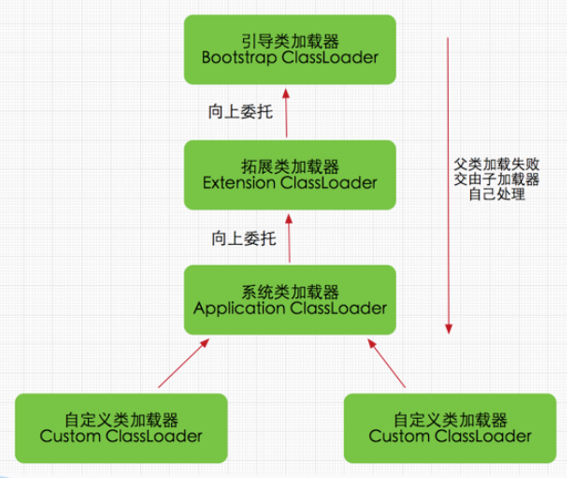 引导类加载器
Bootstrap ClassLoader
向上委托
拓展类加载器
Extension ClassLoader
父类加载失败
交由子加载器
自己处理
向上委托
系统类加载器
Application ClassLoader
自定义类加载器
Custom ClassLoader
自定义类加载器
Custom ClassLoader